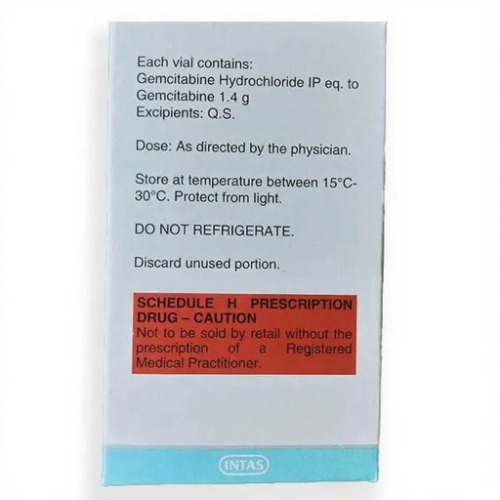 Each vial contains:
Gemcitabine Hydrochloride IP eq. to
Gemcitabine 1.4 g
Excipients: Q.S.
Dose: As directed by the physician.
Store at temperature between 15°C-
30°C. Protect from light.
DO NOT REFRIGERATE.
Discard unused portion.
SCHEDULE H PRESCRIPTION
DRUG – CAUTION
Not to be sold by retail without the
prescription of a Registered
Medical Practitioner.
INTAS